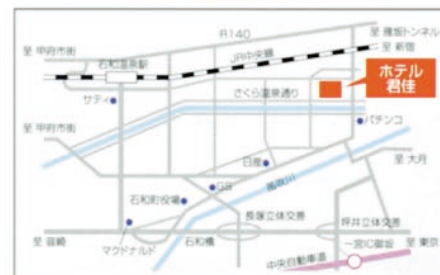 至 雁坂トンネル
R140
至 甲府市街
JR中央線
至 新宿
石和温泉駅
ホテル
君佳
サティ
さくら温泉通り
至 甲府市街
パチンコ
日産
至 大月
GS
石和町役場
長塚立体交差
坪井立体交差
至 韮崎
石和橋
一宮IC御坂
至 東京
マクドナルド
中央自動車道